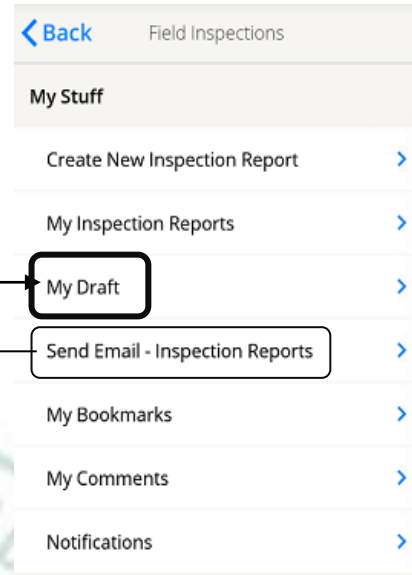 Back Field Inspections
My Stuff
Create New Inspection Report
My Inspection Reports
My Draft
Send Email - Inspection Reports
My Bookmarks
My Comments
Notifications